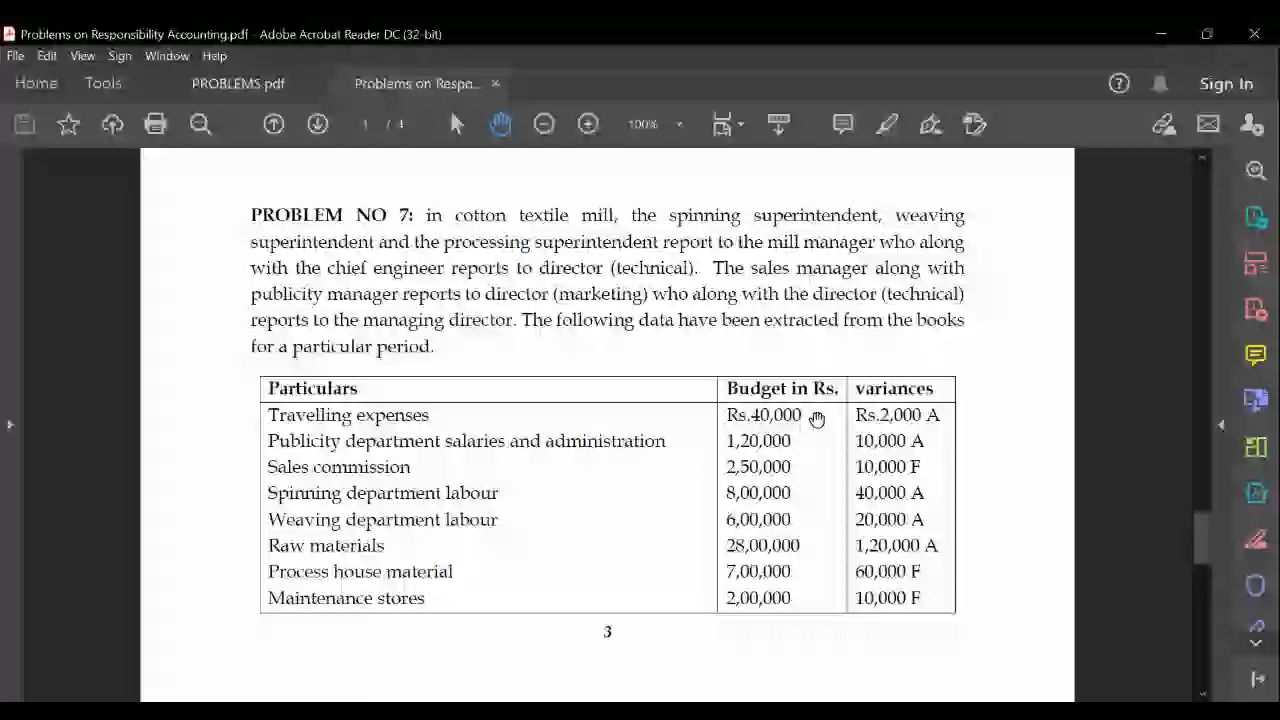 Problems on Responsibility Accounting.pdf - Adobe Acrobat Reader DC (32-bit)
File Edit View Sign Window Help
Home Tools PROBLEMS.pdf Problems on Respo... ×
Sign In
1 / 4 100%
PROBLEM NO 7: in cotton textile mill, the spinning superintendent, weaving
superintendent and the processing superintendent report to the mill manager who along
with the chief engineer reports to director (technical). The sales manager along with
publicity manager reports to director (marketing) who along with the director (technical)
reports to the managing director. The following data have been extracted from the books
for a particular period.
Particulars Budget in Rs. variances
Travelling expenses Rs.40,000 Rs.2,000 A
Publicity department salaries and administration 1,20,000 10,000 A
Sales commission 2,50,000 10,000 F
Spinning department labour 8,00,000 40,000 A
Weaving department labour 6,00,000 20,000 A
Raw materials 28,00,000 1,20,000 A
Process house material 7,00,000 60,000 F
Maintenance stores 2,00,000 10,000 F
3